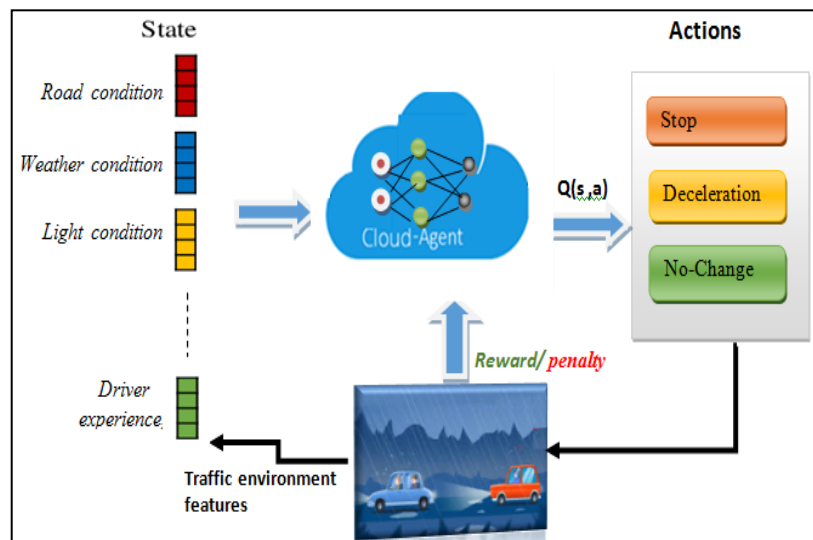 State
Actions
Road condition
Weather condition
Light condition
Driver
experience
Cloud-Agent
Q(s,a)
Stop
Deceleration
No-Change
Reward/ penalty
Traffic environment
features